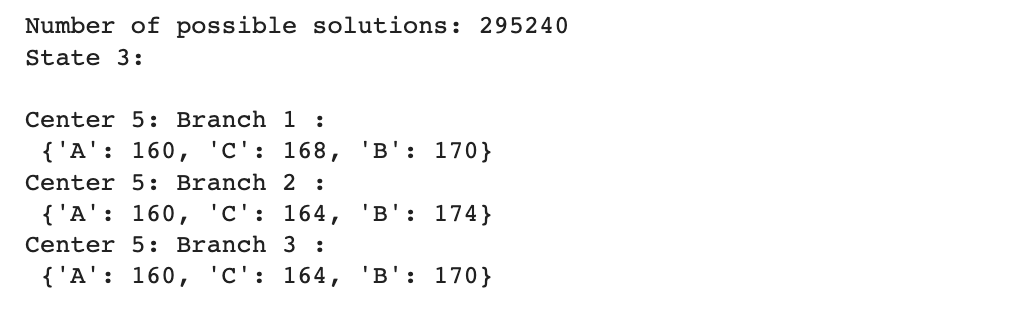 Number of possible solutions: 295240
State 3:
Center 5: Branch 1 :
{'A': 160, 'C': 168, 'B': 170}
Center 5: Branch 2 :
{'A': 160, 'C': 164, 'B': 174}
Center 5: Branch 3 :
{'A': 160, 'C': 164, 'B': 170}